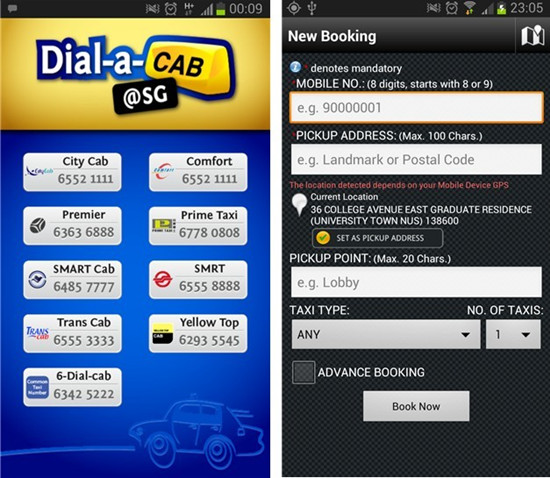 00:09
Dial-a-CAB
@SG
City Cab
6552 1111
Comfort
6552 1111
Premier
6363 6888
Prime Taxi
6778 0808
SMART Cab
6485 7777
SMRT
6555 8888
Trans Cab
6555 3333
Yellow Top
6293 5545
6-Dial-cab
6342 5222
23:05
New Booking
* denotes mandatory
*MOBILE NO.: (8 digits, starts with 8 or 9)
e.g. 90000001
*PICKUP ADDRESS: (Max. 100 Chars.)
e.g. Landmark or Postal Code
The location detected depends on your Mobile Device GPS
Current Location
36 COLLEGE AVENUE EAST GRADUATE RESIDENCE
(UNIVERSITY TOWN NUS) 138600
SET AS PICKUP ADDRESS
PICKUP POINT: (Max. 20 Chars.)
e.g. Lobby
TAXI TYPE: NO. OF TAXIS:
ANY 1
ADVANCE BOOKING
Book Now